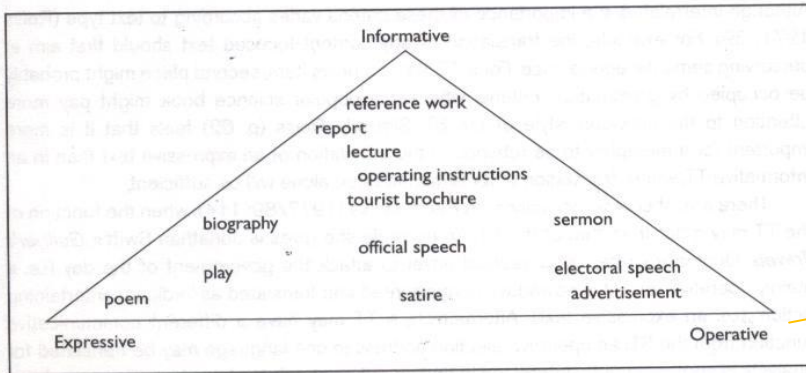 Informative
reference work
report
lecture
operating instructions
tourist brochure
biography
sermon
official speech
play
electoral speech
poem
satire
advertisement
Expressive
Operative